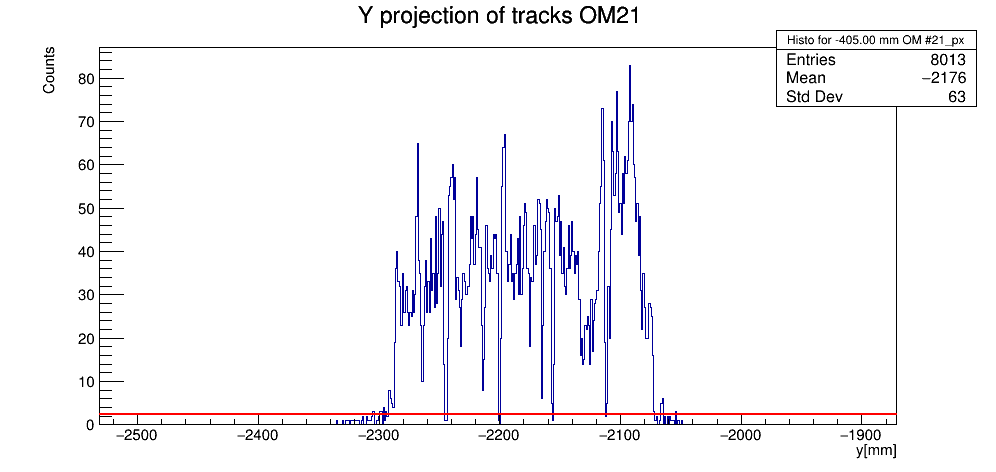 Y projection of tracks OM21
Histo for -405.00 mm OM #21_px
Entries 8013
Mean −2176
Std Dev 63
Counts
80
70
60
50
40
30
20
10
0
−2500 −2400 −2300 −2200 −2100 −2000 −1900
y[mm]